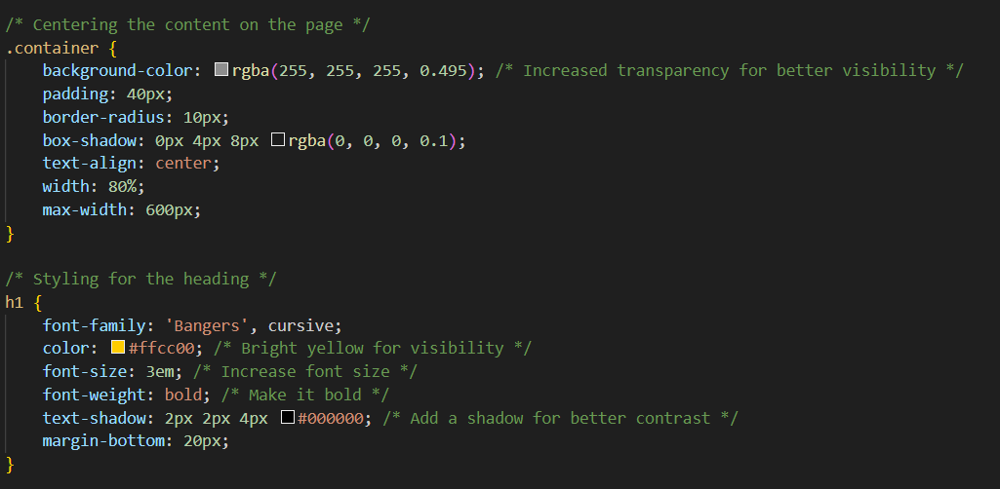 /* Centering the content on the page */
.container {
background-color: rgba(255, 255, 255, 0.495); /* Increased transparency for better visibility */
padding: 40px;
border-radius: 10px;
box-shadow: 0px 4px 8px rgba(0, 0, 0, 0.1);
text-align: center;
width: 80%;
max-width: 600px;
}
/* Styling for the heading */
h1 {
font-family: 'Bangers', cursive;
color: #ffcc00; /* Bright yellow for visibility */
font-size: 3em; /* Increase font size */
font-weight: bold; /* Make it bold */
text-shadow: 2px 2px 4px #000000; /* Add a shadow for better contrast */
margin-bottom: 20px;
}